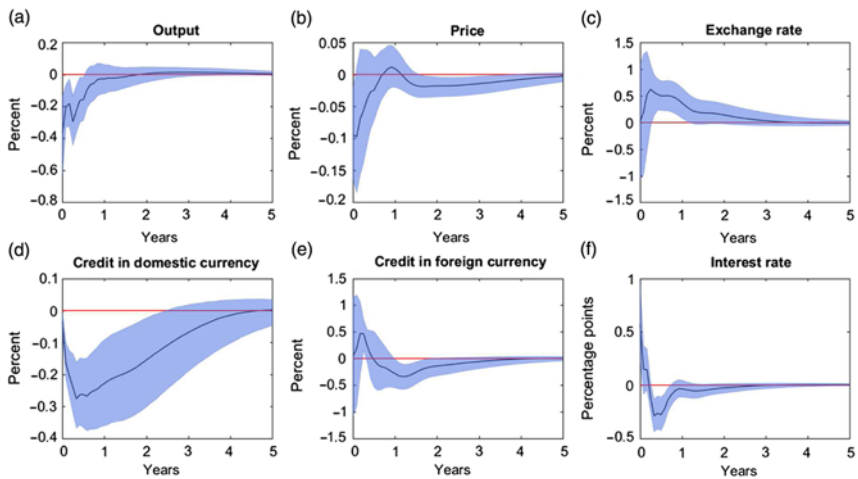 (a) Output
0.2
0
−0.2
−0.4
−0.6
−0.8
Percent
0 1 2 3 4 5
Years
(b) Price
0.05
0
−0.05
−0.1
−0.15
−0.2
Percent
0 1 2 3 4 5
Years
(c) Exchange rate
1.5
1
0.5
0
−0.5
−1
−1.5
Percent
0 1 2 3 4 5
Years
(d) Credit in domestic currency
0.1
0
−0.1
−0.2
−0.3
−0.4
Percent
0 1 2 3 4 5
Years
(e) Credit in foreign currency
1.5
1
0.5
0
−0.5
−1
−1.5
Percent
0 1 2 3 4 5
Years
(f) Interest rate
1
0.5
0
−0.5
Percentage points
0 1 2 3 4 5
Years